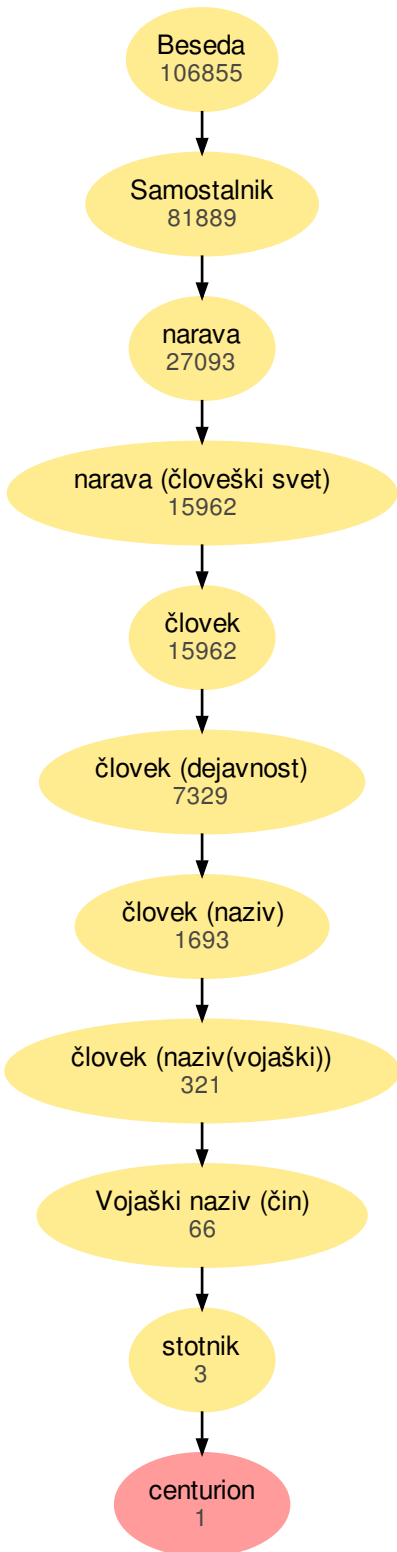 Beseda
106855
Samostalnik
81889
narava
27093
narava (človeški svet)
15962
človek
15962
človek (dejavnost)
7329
človek (naziv)
1693
človek (naziv(vojaški))
321
Vojaški naziv (čin)
66
stotnik
3
centurion
1